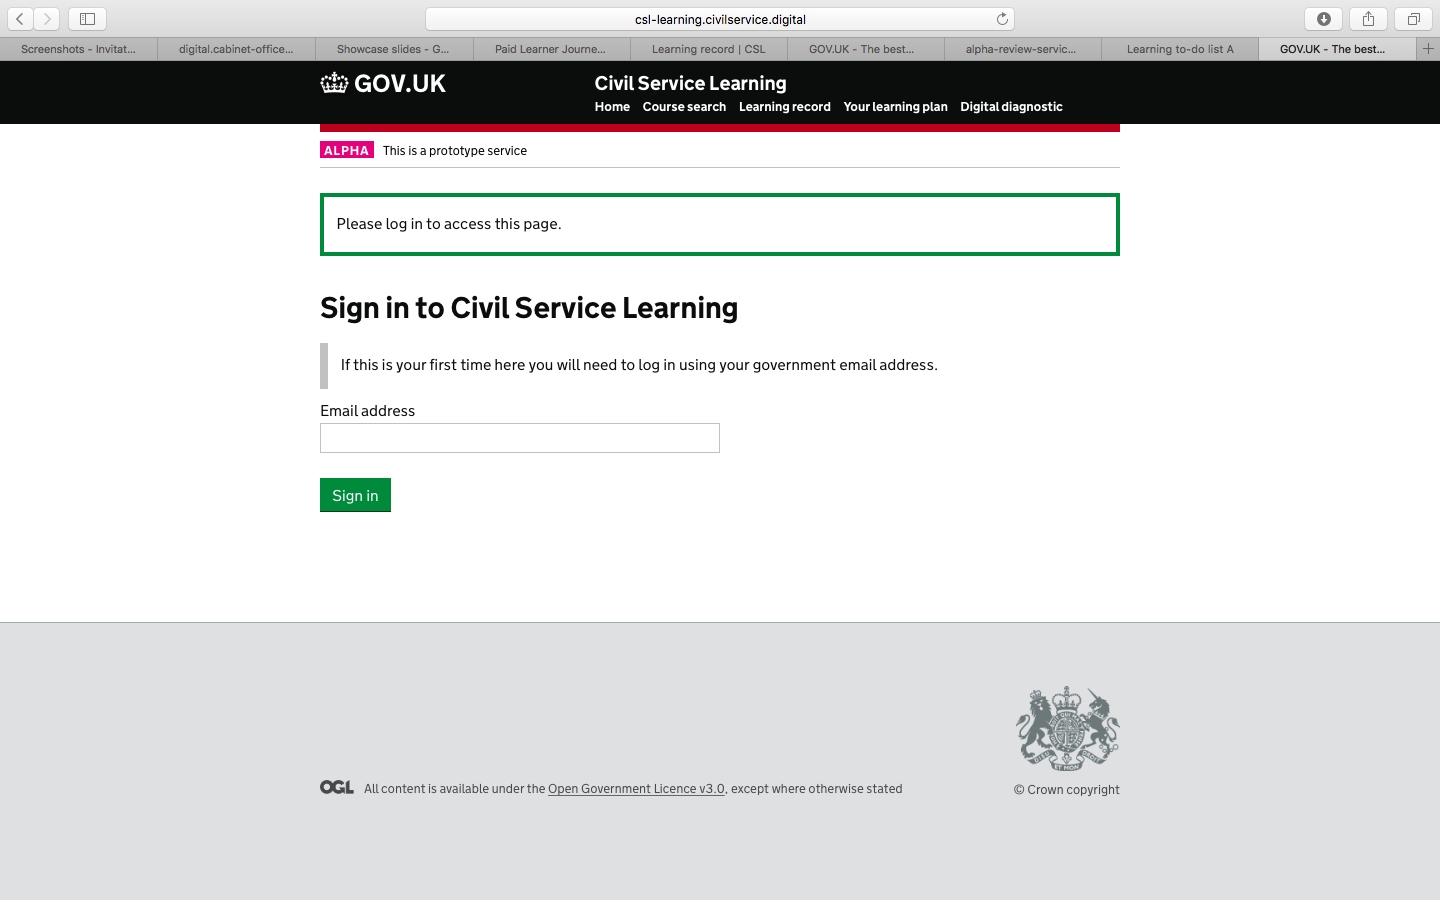 csl-learning.civilservice.digital
Screenshots - Invitat...
digital.cabinet-office...
Showcase slides - G...
Paid Learner Journe...
Learning record | CSL
GOV.UK - The best...
alpha-review-servic...
Learning to-do list A
GOV.UK - The best...
GOV.UK
Civil Service Learning
Home Course search Learning record Your learning plan Digital diagnostic
ALPHA This is a prototype service
Please log in to access this page.
Sign in to Civil Service Learning
If this is your first time here you will need to log in using your government email address.
Email address
Sign in
OGL All content is available under the Open Government Licence v3.0, except where otherwise stated
© Crown copyright